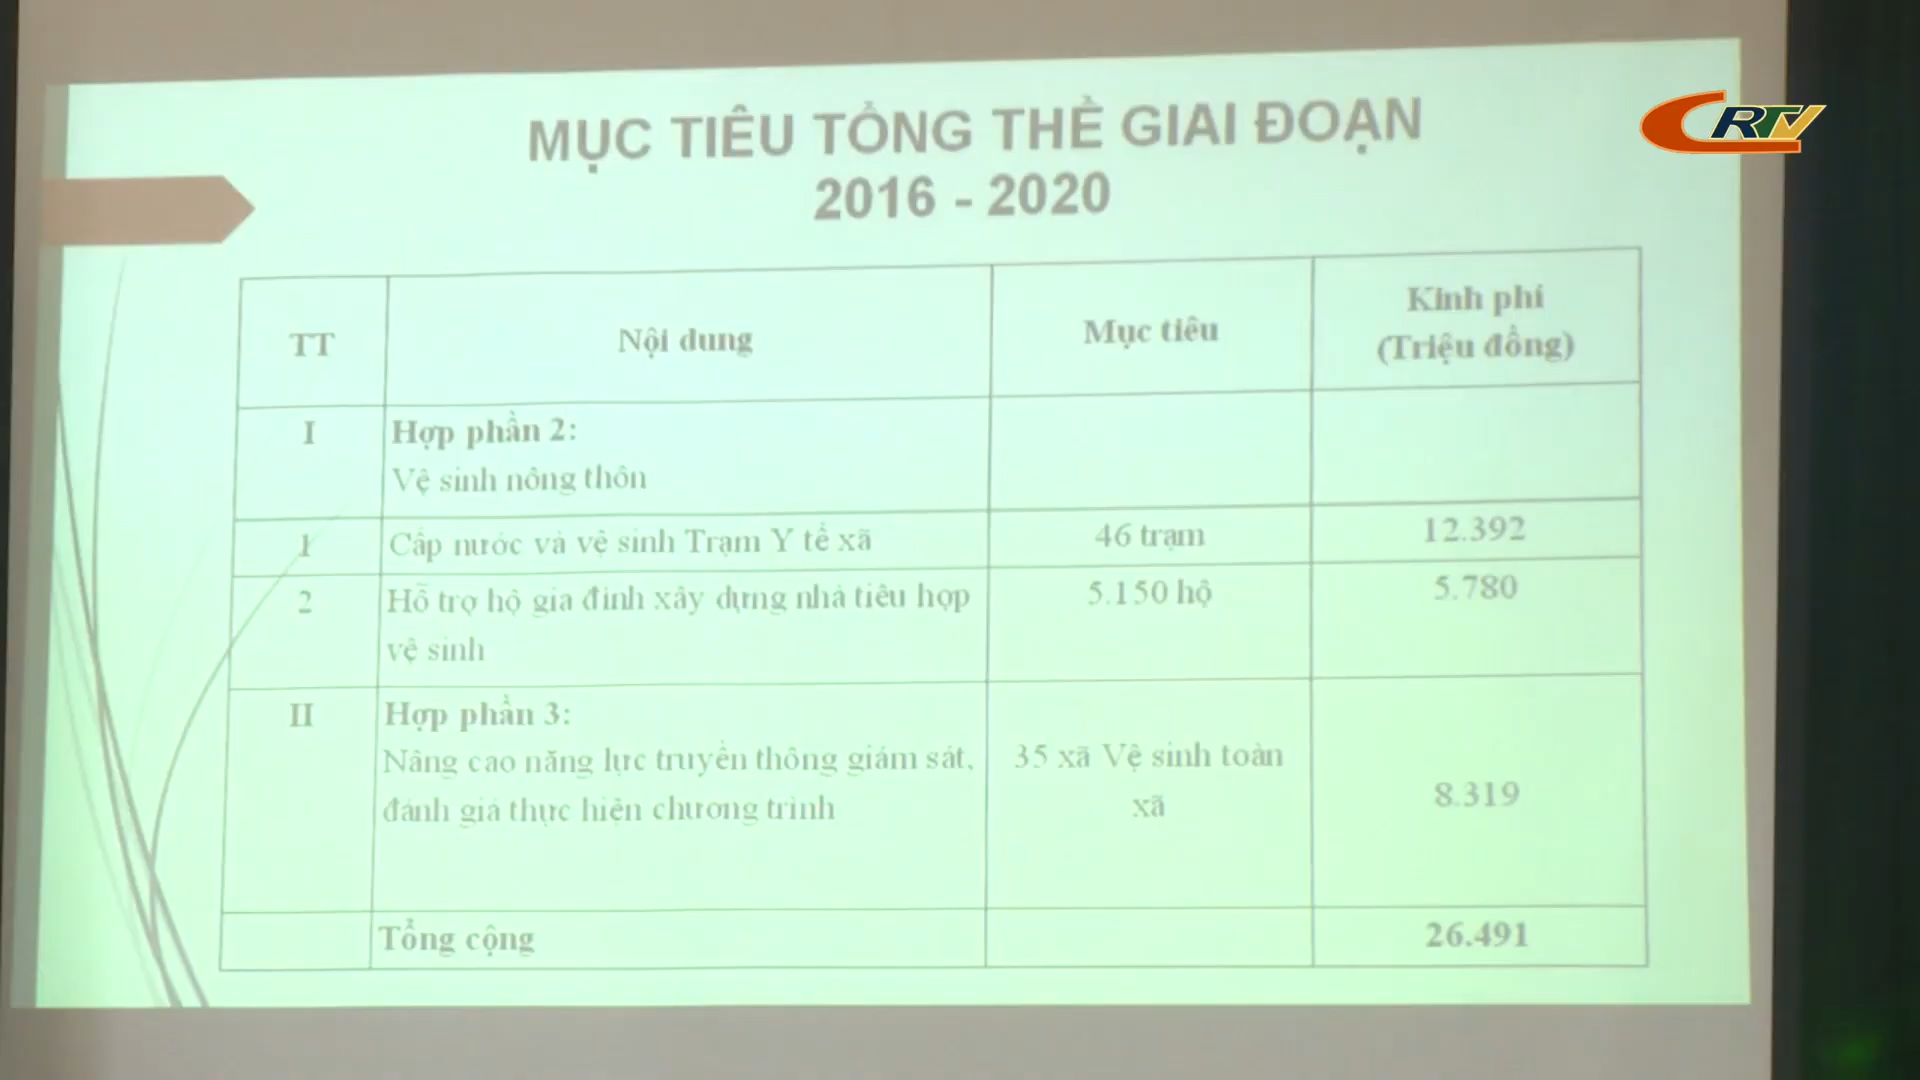 MỤC TIÊU TỔNG THỂ GIAI ĐOẠN
2016 - 2020
CRTV
TT
Nội dung
Mục tiêu
Kinh phí
(Triệu đồng)
I
Hợp phần 2:
Vệ sinh nông thôn
1
Cấp nước và vệ sinh Trạm Y tế xã
46 trạm
12.392
2
Hỗ trợ hộ gia đình xây dựng nhà tiêu hợp
vệ sinh
5.150 hộ
5.780
II
Hợp phần 3:
Nâng cao năng lực truyền thông giám sát,
đánh giá thực hiện chương trình
35 xã Vệ sinh toàn
xã
8.319
Tổng cộng
26.491